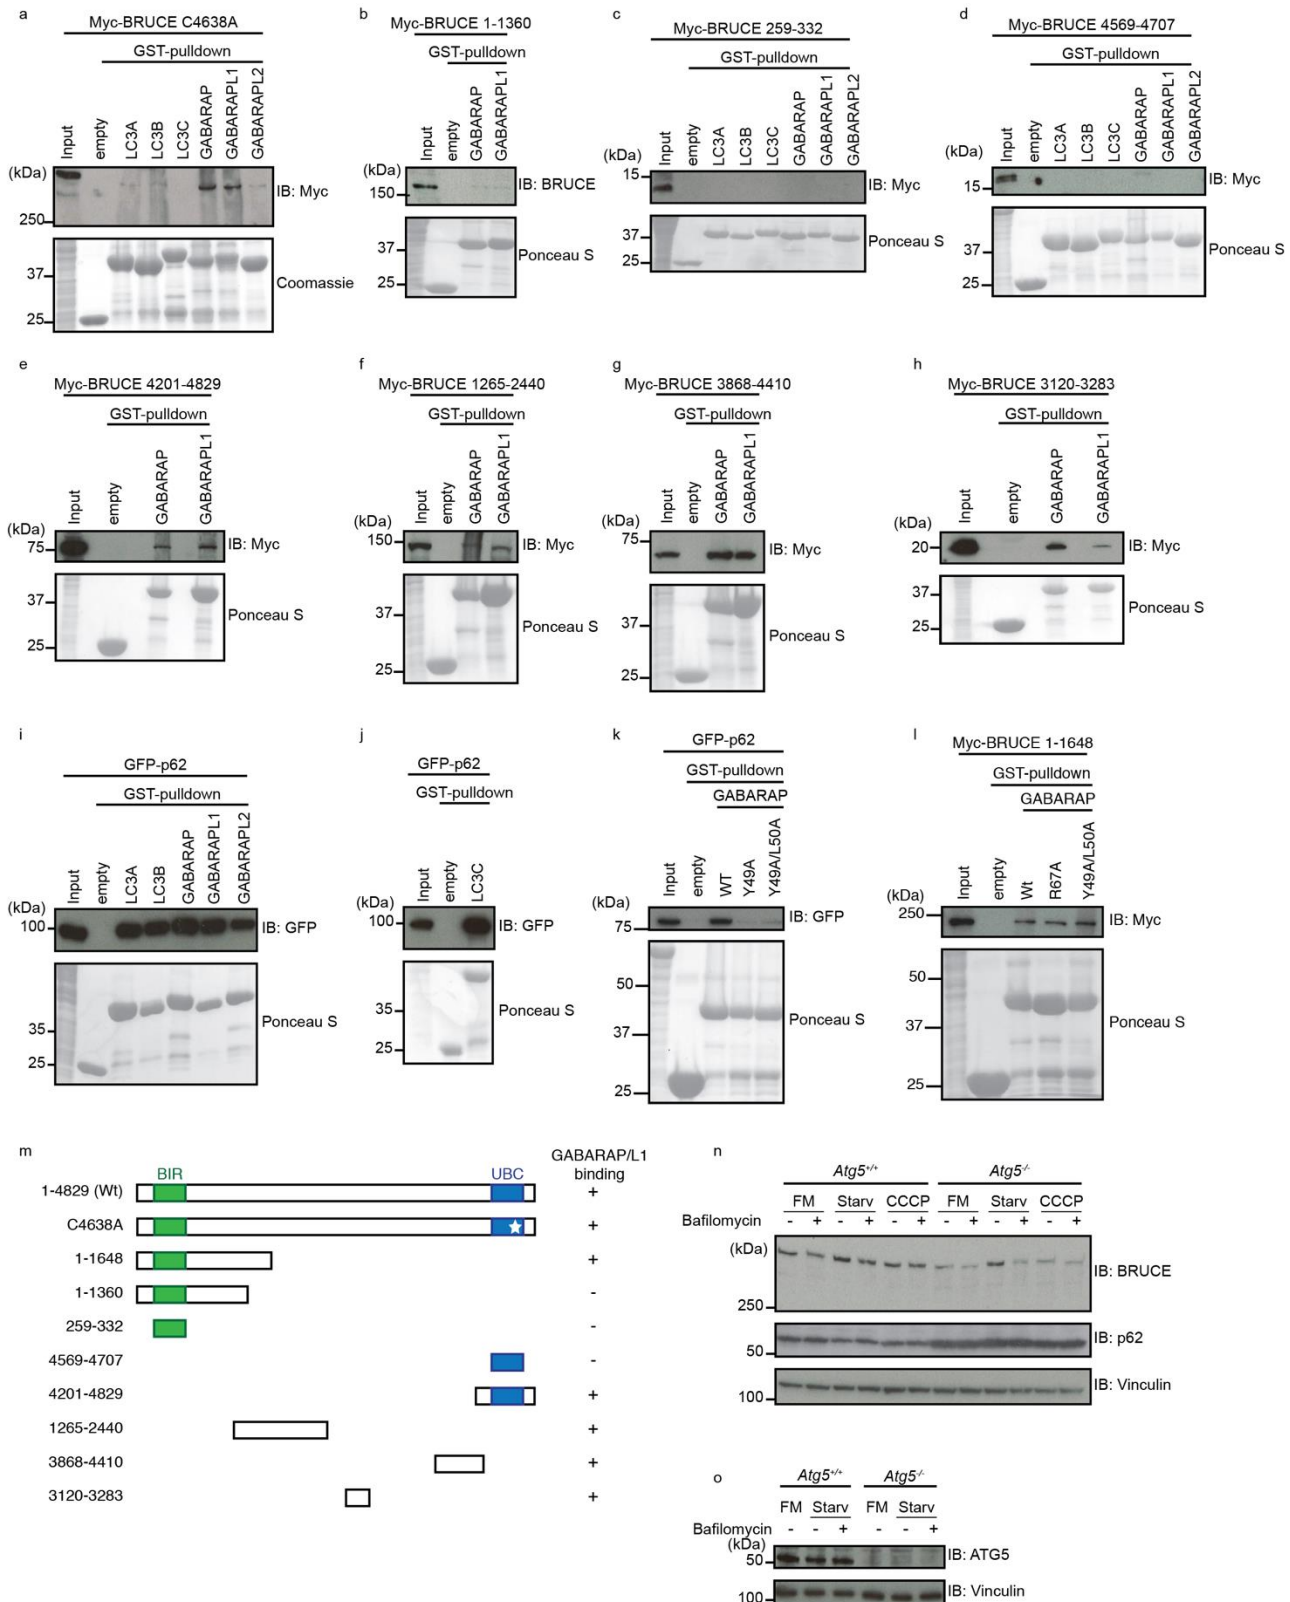 a
Myc-BRUCE C4638A
GST-pulldown
Input
empty
LC3A
LC3B
LC3C
GABARAP
GABARAPL1
GABARAPL2
(kDa)
250
IB: Myc
37
25
Coomassie
b
Myc-BRUCE 1-1360
GST-pulldown
Input
empty
GABARAP
GABARAPL1
(kDa)
150
IB: BRUCE
37
25
Ponceau S
c
Myc-BRUCE 259-332
GST-pulldown
Input
empty
LC3A
LC3B
LC3C
GABARAP
GABARAPL1
GABARAPL2
(kDa)
15
IB: Myc
37
25
Ponceau S
d
Myc-BRUCE 4569-4707
GST-pulldown
Input
empty
LC3A
LC3B
LC3C
GABARAP
GABARAPL1
GABARAPL2
(kDa)
15
IB: Myc
37
25
Ponceau S
e
Myc-BRUCE 4201-4829
GST-pulldown
Input
empty
GABARAP
GABARAPL1
(kDa)
75
IB: Myc
37
25
Ponceau S
f
Myc-BRUCE 1265-2440
GST-pulldown
Input
empty
GABARAP
GABARAPL1
(kDa)
150
IB: Myc
37
25
Ponceau S
g
Myc-BRUCE 3868-4410
GST-pulldown
Input
empty
GABARAP
GABARAPL1
(kDa)
75
IB: Myc
37
25
Ponceau S
h
Myc-BRUCE 3120-3283
GST-pulldown
Input
empty
GABARAP
GABARAPL1
(kDa)
20
IB: Myc
37
25
Ponceau S
i
GFP-p62
GST-pulldown
Input
empty
LC3A
LC3B
GABARAP
GABARAPL1
GABARAPL2
(kDa)
100
IB: GFP
35
25
Ponceau S
j
GFP-p62
GST-pulldown
Input
empty
LC3C
(kDa)
100
IB: GFP
35
25
Ponceau S
k
GFP-p62
GST-pulldown
GABARAP
Input
empty
WT
Y49A
Y49A/L50A
(kDa)
75
IB: GFP
50
37
25
Ponceau S
l
Myc-BRUCE 1-1648
GST-pulldown
GABARAP
Input
empty
Wt
R67A
Y49A/L50A
(kDa)
250
IB: Myc
50
37
25
Ponceau S
m
GABARAP/L1
binding
BIR UBC
1-4829 (Wt) +
C4638A +
1-1648 +
1-1360 -
259-332 -
4569-4707 -
4201-4829 +
1265-2440 +
3868-4410 +
3120-3283 +
n
Atg5+/+ Atg5-/-
FM Starv CCCP FM Starv CCCP
Bafilomycin - + - + - + - + - + - +
(kDa)
250
IB: BRUCE
50
IB: p62
100
IB: Vinculin
o
Atg5+/+ Atg5-/-
FM Starv FM Starv
Bafilomycin - - + - - +
(kDa)
50
IB: ATG5
100
IB: Vinculin